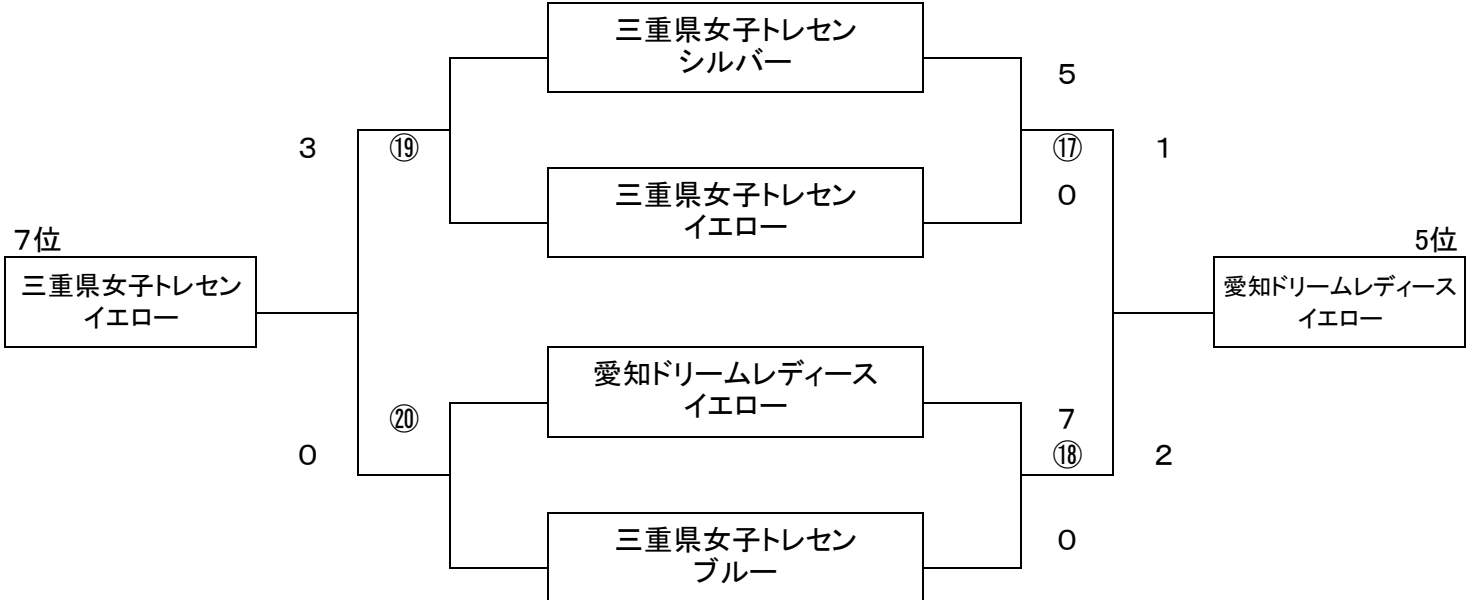 三重県女子トレセン
シルバー
5
3
⑲
⑰
1
三重県女子トレセン
イエロー
0
7位
5位
三重県女子トレセン
イエロー
愛知ドリームレディース
イエロー
愛知ドリームレディース
イエロー
⑳
7
0
⑱
2
三重県女子トレセン
ブルー
0